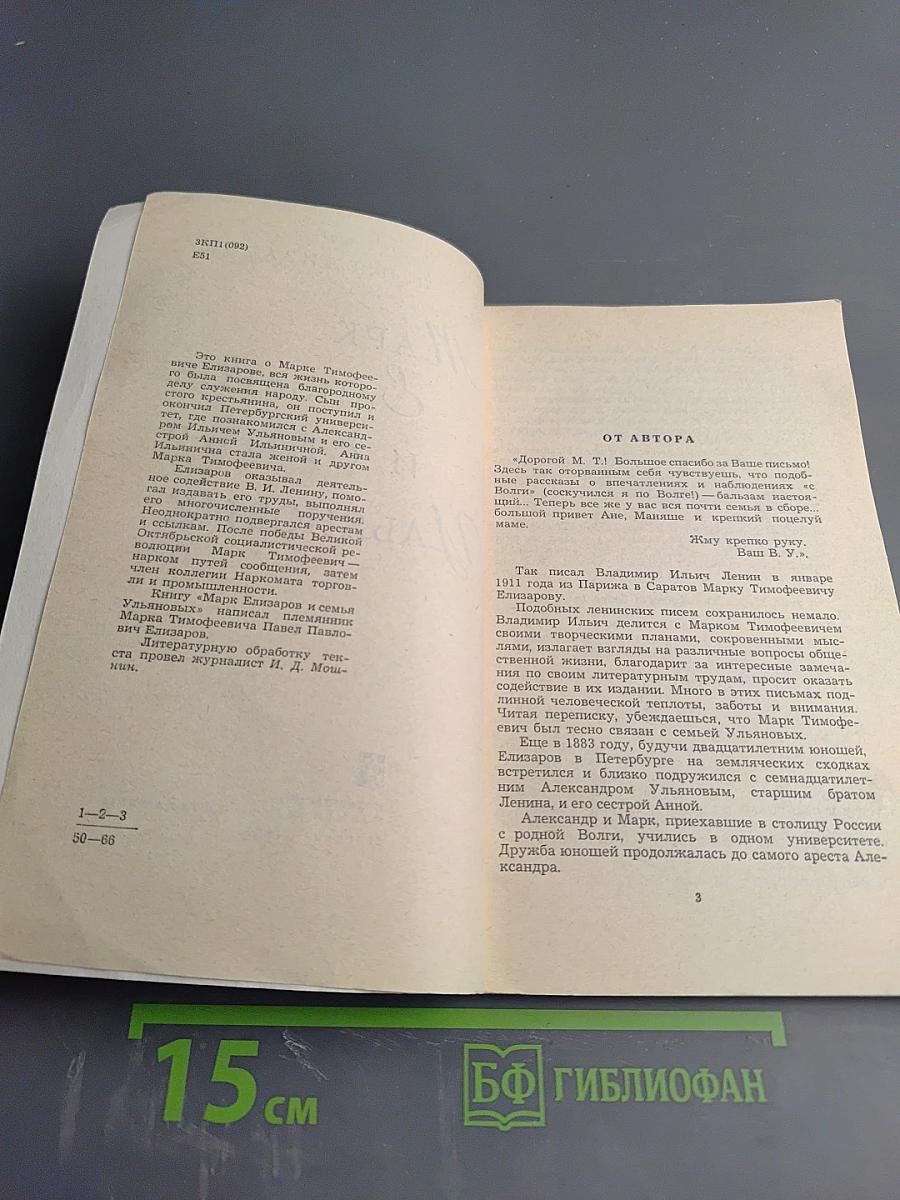 3КП1(092)
Е51
Это книга о Марке Тимофее-
виче Елизарове, вся жизнь которо-
го была посвящена благородному
делу служения народу. Сын про-
стого крестьянина, он поступил и
окончил Петербургский универси-
тет, где познакомился с Александ-
ром Ильичем Ульяновым и его се-
строй Анной Ильиничной. Анна
Ильинична стала женой и другом
Марка Тимофеевича.
Елизаров оказывал деятель-
ное содействие В. И. Ленину, помо-
гал издавать его труды, выполнял
его многочисленные поручения.
Неоднократно подвергался арестам
и ссылкам. После победы Великой
Октябрьской социалистической ре-
волюции Марк Тимофеевич —
нарком путей сообщения, затем
член коллегии Наркомата торгов-
ли и промышленности.
Книгу «Марк Елизаров и семья
Ульяновых» написал племянник
Марка Тимофеевича Павел Павло-
вич Елизаров.
Литературную обработку тек-
ста провел журналист И. Д. Мош-
нин.
1—2—3
50—66
ОТ АВТОРА
«Дорогой М. Т.! Большое спасибо за Ваше письмо!
Здесь так оторванным себя чувствуешь, что подоб-
ные рассказы о впечатлениях и наблюдениях «с
Волги» (соскучился я по Волге!) — бальзам настоя-
щий... Теперь все же у вас вся почти семья в сборе...
большой привет Ане, Маняше и крепкий поцелуй
маме.
Жму крепко руку.
Ваш В. У.».
Так писал Владимир Ильич Ленин в январе
1911 года из Парижа в Саратов Марку Тимофеевичу
Елизарову.
Подобных ленинских писем сохранилось немало.
Владимир Ильич делится с Марком Тимофеевичем
своими творческими планами, сокровенными мыс-
лями, излагает взгляды на различные вопросы обще-
ственной жизни, благодарит за интересные замеча-
ния по своим литературным трудам, просит оказать
содействие в их издании. Много в этих письмах под-
линной человеческой теплоты, заботы и внимания.
Читая переписку, убеждаешься, что Марк Тимофе-
евич был тесно связан с семьей Ульяновых.
Еще в 1883 году, будучи двадцатилетним юношей,
Елизаров в Петербурге на земляческих сходках
встретился и близко подружился с семнадцатилет-
ним Александром Ульяновым, старшим братом
Ленина, и его сестрой Анной.
Александр и Марк, приехавшие в столицу России
с родной Волги, учились в одном университете.
Дружба юношей продолжалась до самого ареста Але-
ксандра.
3
15 см
БФ ГИБЛИОФАН